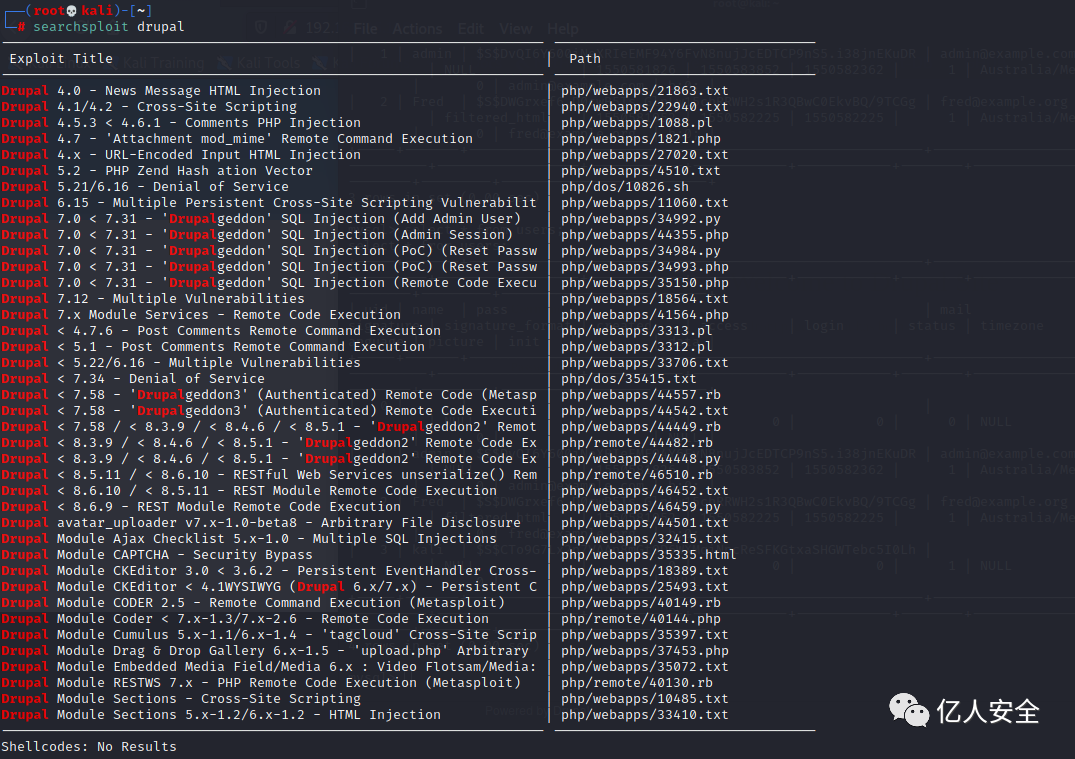 (root💀kali)-[~]
# searchsploit drupal
Exploit Title | Path
Drupal 4.0 - News Message HTML Injection | php/webapps/21863.txt
Drupal 4.1/4.2 - Cross-Site Scripting | php/webapps/22940.txt
Drupal 4.5.3 < 4.6.1 - Comments PHP Injection | php/webapps/1088.pl
Drupal 4.7 - 'Attachment mod_mime' Remote Command Execution | php/webapps/1821.php
Drupal 4.x - URL-Encoded Input HTML Injection | php/webapps/27020.txt
Drupal 5.2 - PHP Zend Hash ation Vector | php/webapps/4510.txt
Drupal 5.21/6.16 - Denial of Service | php/dos/10826.sh
Drupal 6.15 - Multiple Persistent Cross-Site Scripting Vulnerabilit | php/webapps/11060.txt
Drupal 7.0 < 7.31 - 'Drupalgeddon' SQL Injection (Add Admin User) | php/webapps/34992.py
Drupal 7.0 < 7.31 - 'Drupalgeddon' SQL Injection (Admin Session) | php/webapps/44355.php
Drupal 7.0 < 7.31 - 'Drupalgeddon' SQL Injection (PoC) (Reset Passw | php/webapps/34984.py
Drupal 7.0 < 7.31 - 'Drupalgeddon' SQL Injection (PoC) (Reset Passw | php/webapps/34993.php
Drupal 7.0 < 7.31 - 'Drupalgeddon' SQL Injection (Remote Code Execu | php/webapps/35150.php
Drupal 7.12 - Multiple Vulnerabilities | php/webapps/18564.txt
Drupal 7.x Module Services - Remote Code Execution | php/webapps/41564.php
Drupal < 4.7.6 - Post Comments Remote Command Execution | php/webapps/3313.pl
Drupal < 5.1 - Post Comments Remote Command Execution | php/webapps/3312.pl
Drupal < 5.22/6.16 - Multiple Vulnerabilities | php/webapps/33706.txt
Drupal < 7.34 - Denial of Service | php/dos/35415.txt
Drupal < 7.58 - 'Drupalgeddon3' (Authenticated) Remote Code (Metasp | php/webapps/44557.rb
Drupal < 7.58 - 'Drupalgeddon3' (Authenticated) Remote Code Executi | php/webapps/44542.txt
Drupal < 7.58 / < 8.3.9 / < 8.4.6 / < 8.5.1 - 'Drupalgeddon2' Remot | php/webapps/44449.rb
Drupal < 8.3.9 / < 8.4.6 / < 8.5.1 - 'Drupalgeddon2' Remote Code Ex | php/remote/44482.rb
Drupal < 8.3.9 / < 8.4.6 / < 8.5.1 - 'Drupalgeddon2' Remote Code Ex | php/webapps/44448.py
Drupal < 8.5.11 / < 8.6.10 - RESTful Web Services unserialize() Rem | php/remote/46510.rb
Drupal < 8.6.10 / < 8.5.11 - REST Module Remote Code Execution | php/webapps/46452.txt
Drupal < 8.6.9 - REST Module Remote Code Execution | php/webapps/46459.py
Drupal avatar_uploader v7.x-1.0-beta8 - Arbitrary File Disclosure | php/webapps/44501.txt
Drupal Module Ajax Checklist 5.x-1.0 - Multiple SQL Injections | php/webapps/32415.txt
Drupal Module CAPTCHA - Security Bypass | php/webapps/35335.html
Drupal Module CKEditor 3.0 < 3.6.2 - Persistent EventHandler Cross- | php/webapps/18389.txt
Drupal Module CKEditor < 4.1WYSIWYG (Drupal 6.x/7.x) - Persistent C | php/webapps/25493.txt
Drupal Module CODER 2.5 - Remote Command Execution (Metasploit) | php/webapps/40149.rb
Drupal Module Coder < 7.x-1.3/7.x-2.6 - Remote Code Execution | php/remote/40144.php
Drupal Module Cumulus 5.x-1.1/6.x-1.4 - 'tagcloud' Cross-Site Scrip | php/webapps/35397.txt
Drupal Module Drag & Drop Gallery 6.x-1.5 - 'upload.php' Arbitrary | php/webapps/37453.php
Drupal Module Embedded Media Field/Media 6.x : Video Flotsam/Media: | php/webapps/35072.txt
Drupal Module RESTWS 7.x - PHP Remote Code Execution (Metasploit) | php/remote/40130.rb
Drupal Module Sections - Cross-Site Scripting | php/webapps/10485.txt
Drupal Module Sections 5.x-1.2/6.x-1.2 - HTML Injection | php/webapps/33410.txt
Shellcodes: No Results
亿人安全